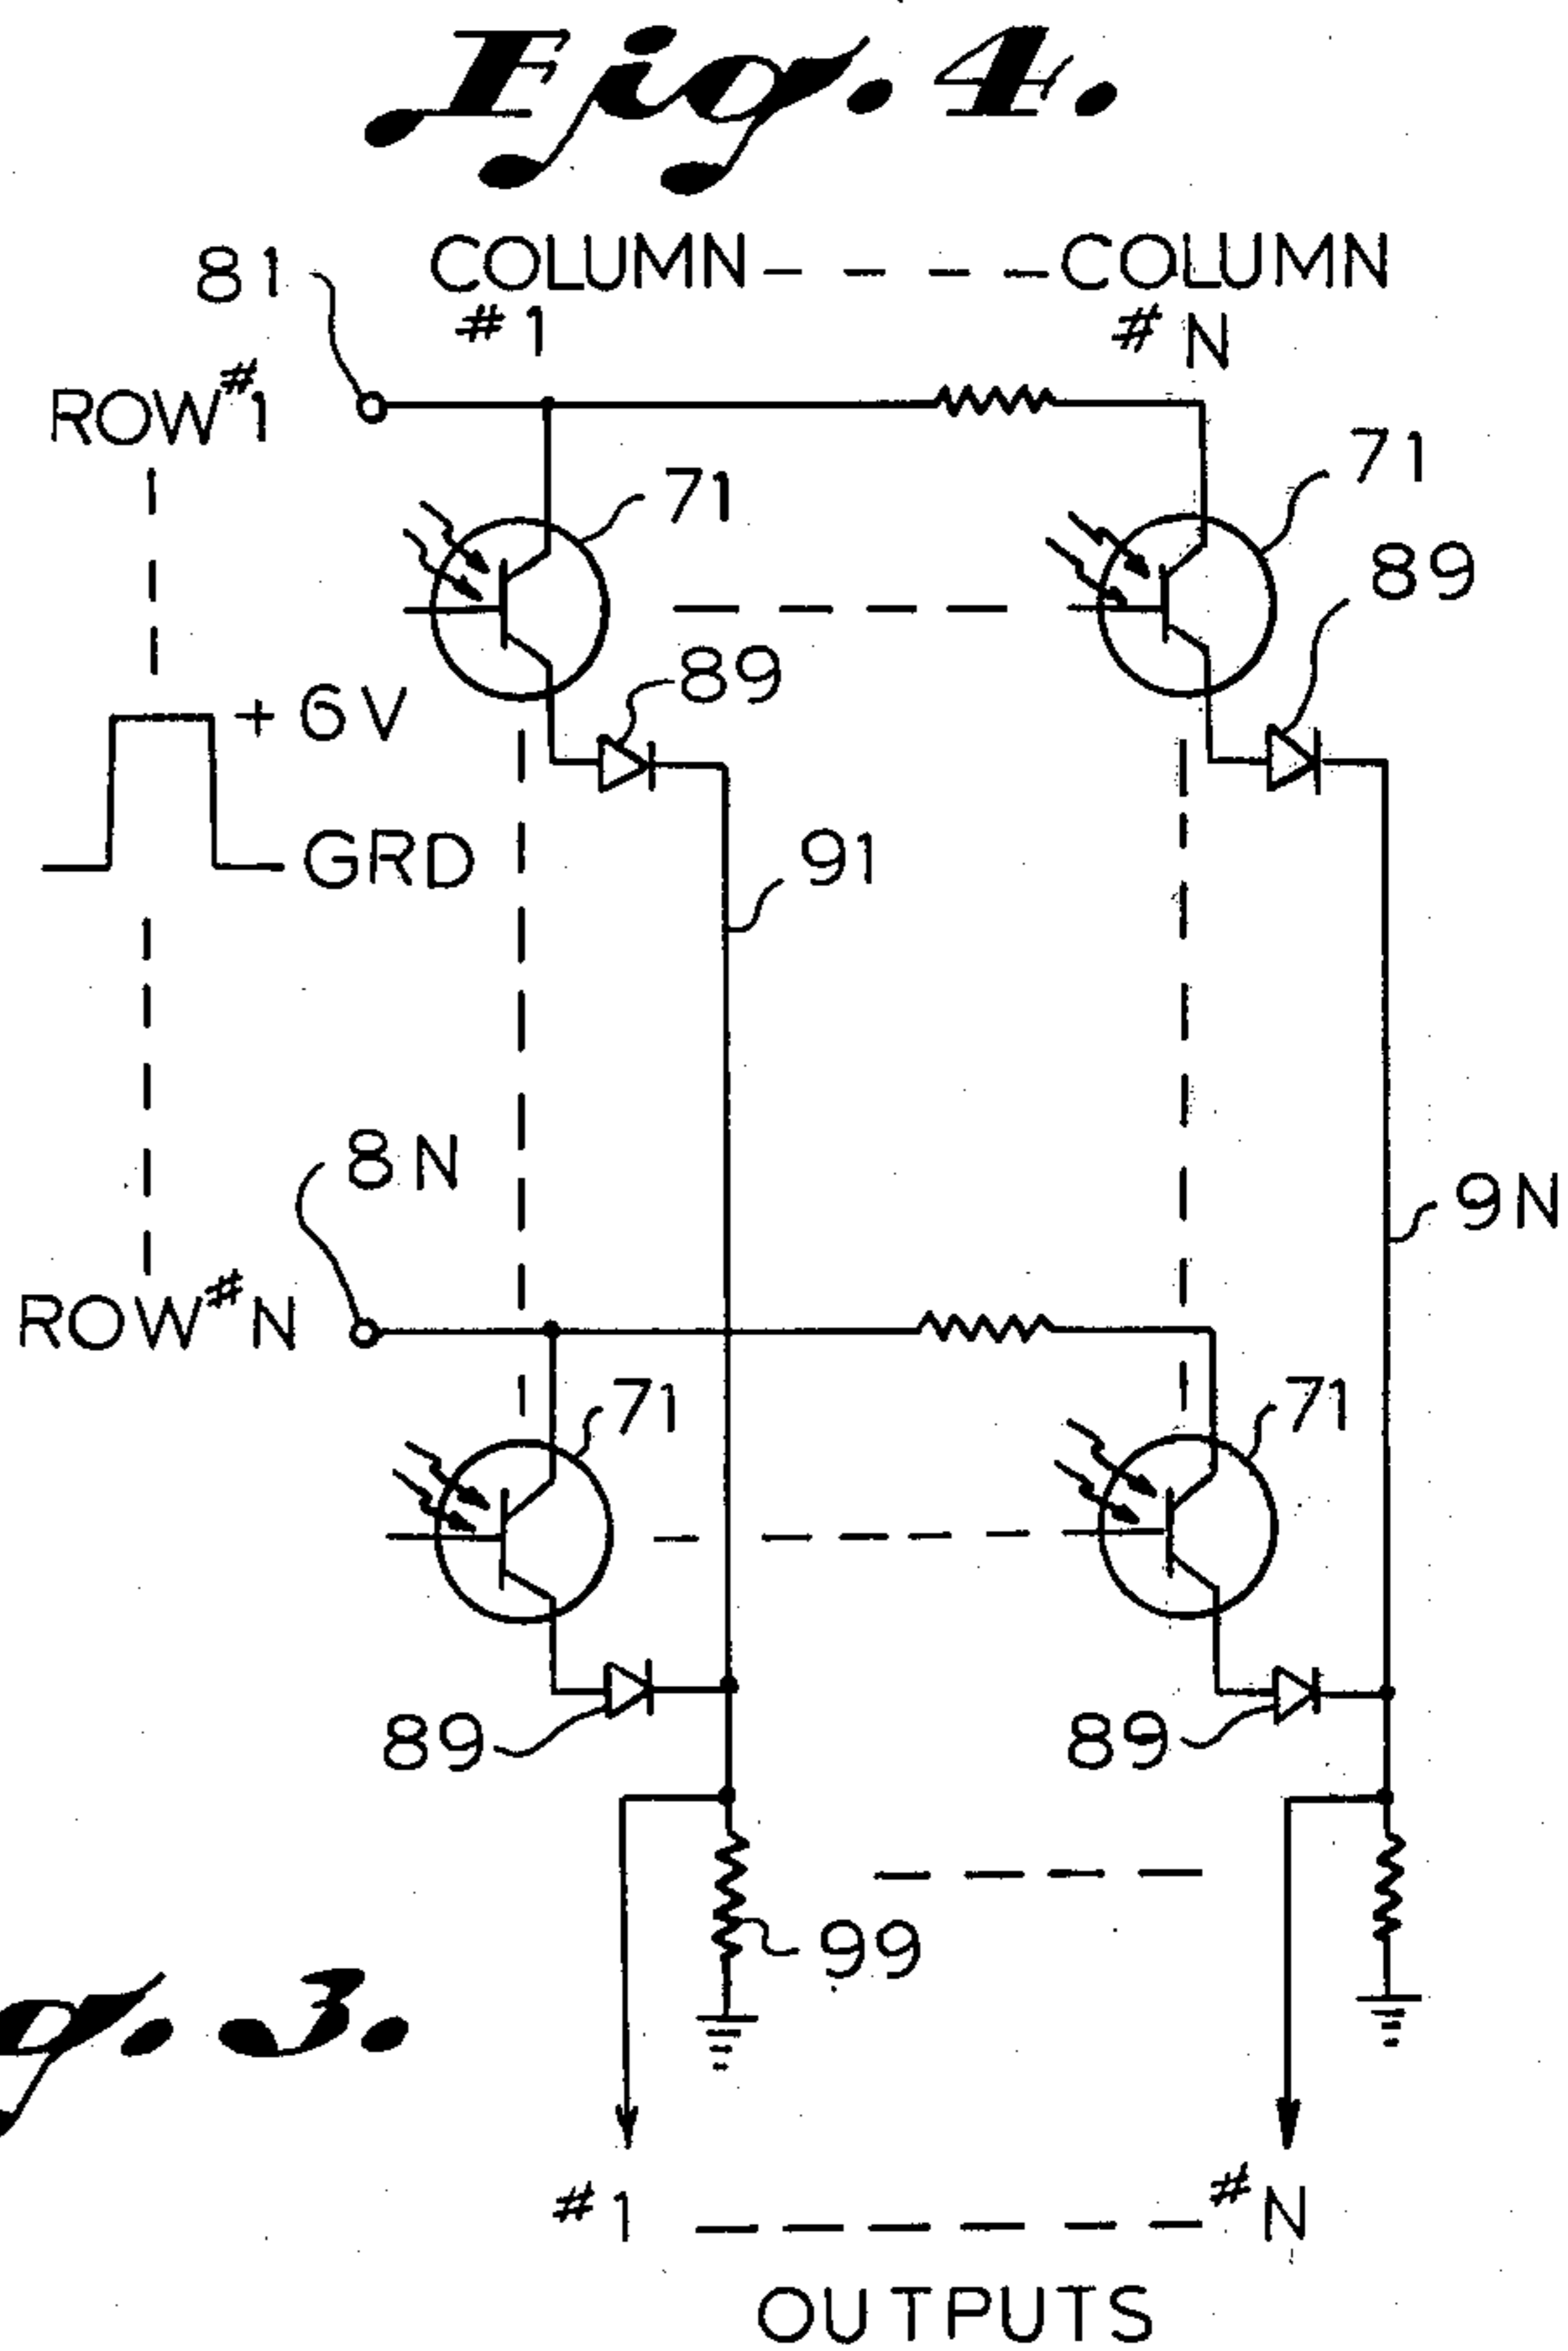 Fig. 4.
81 COLUMN COLUMN
#1 #N
ROW #1
71 71
89
89
+6V
91
GRD
8N
9N
ROW #N
71 71
89 89
99
g. 3.
#1 #N
OUTPUTS